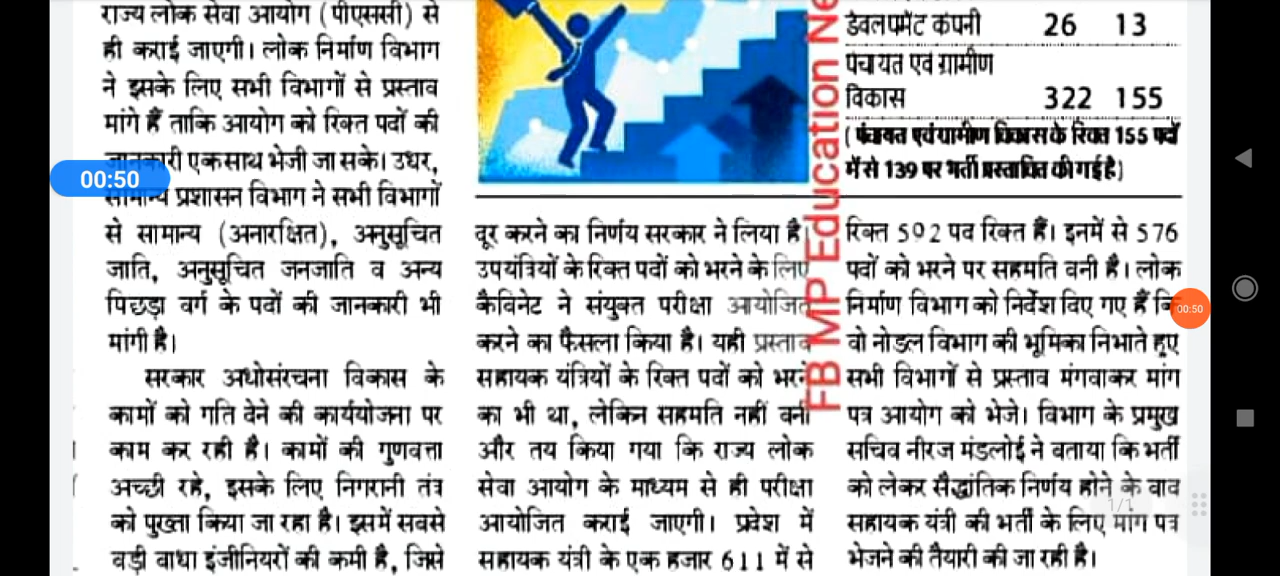 राज्य लोक सेवा आयोग (पीएससी) से
ही कराई जाएगी। लोक निर्माण विभाग
ने इसके लिए सभी विभागों से प्रस्ताव
मांगे हैं ताकि आयोग को रिक्त पदों की
जानकारी एक साथ भेजी जा सके। उधर,
सामान्य प्रशासन विभाग ने सभी विभागों
से सामान्य (अनारक्षित), अनुसूचित
जाति, अनुसूचित जनजाति व अन्य
पिछड़ा वर्ग के पदों की जानकारी भी
मांगी है।
सरकार अधोसंरचना विकास के
कामों को गति देने की कार्ययोजना पर
काम कर रही है। कामों की गुणवत्ता
अच्छी रहे, इसके लिए निगरानी तंत्र
को पुख्ता किया जा रहा है। इसमें सबसे
बड़ी बाधा इंजीनियरों की कमी है, जिसे
दूर करने का निर्णय सरकार ने लिया है।
उपयंत्रियों के रिक्त पदों को भरने के लिए
कैबिनेट ने संयुक्त परीक्षा आयोजित
करने का फैसला किया है। यही प्रस्ताव
सहायक यंत्रियों के रिक्त पदों को भरने
का भी था, लेकिन सहमति नहीं बनी
और तय किया गया कि राज्य लोक
सेवा आयोग के माध्यम से ही परीक्षा
आयोजित कराई जाएगी। प्रदेश में
सहायक यंत्री के एक हजार 611 में से
डेवलपमेंट कंपनी 26 13
पंचायत एवं ग्रामीण
विकास 322 155
(पंचायत एवं ग्रामीण विकास के रिक्त 155 पदों
में से 139 पर भर्ती प्रस्तावित की गई है)
रिक्त 592 पद रिक्त हैं। इनमें से 576
पदों को भरने पर सहमति बनी है। लोक
निर्माण विभाग को निर्देश दिए गए हैं कि
वो नोडल विभाग की भूमिका निभाते हुए
सभी विभागों से प्रस्ताव मंगवाकर मांग
पत्र आयोग को भेजे। विभाग के प्रमुख
सचिव नीरज मंडलोई ने बताया कि भर्ती
को लेकर सैद्धांतिक निर्णय होने के बाद
सहायक यंत्री की भर्ती के लिए मांग पत्र
भेजने की तैयारी की जा रही है।
FB MP Education Ne
00:50
00:50
1/1